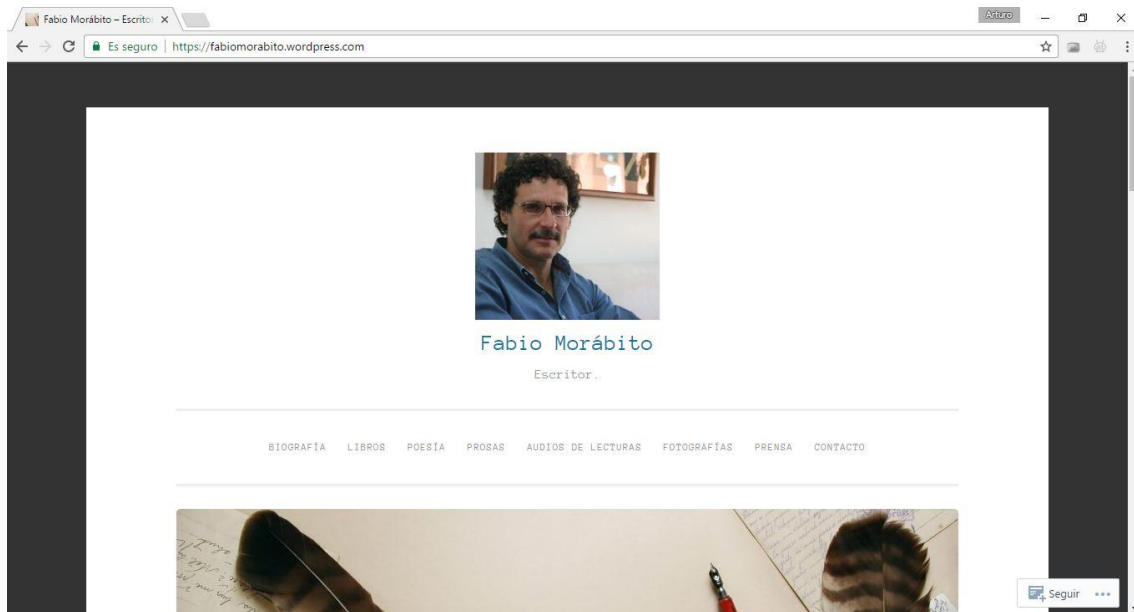 Fabio Morábito – Escritor
Arturo
Es seguro | https://fabiomorabito.wordpress.com
Fabio Morábito
Escritor.
BIOGRAFÍA LIBROS POESÍA PROSAS AUDIOS DE LECTURAS FOTOGRAFÍAS PRENSA CONTACTO
Seguir